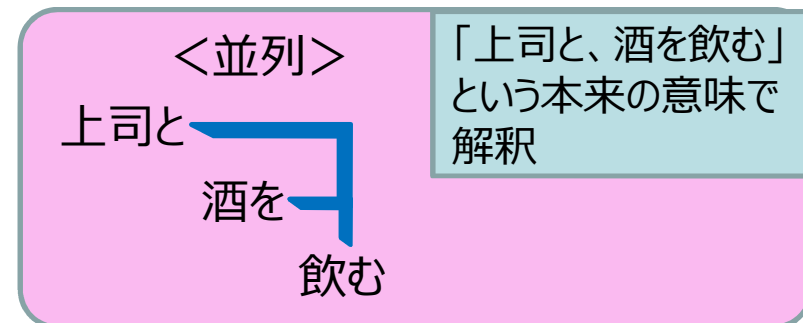 ＜並列＞
上司と
酒を
飲む
「上司と、酒を飲む」
という本来の意味で
解釈